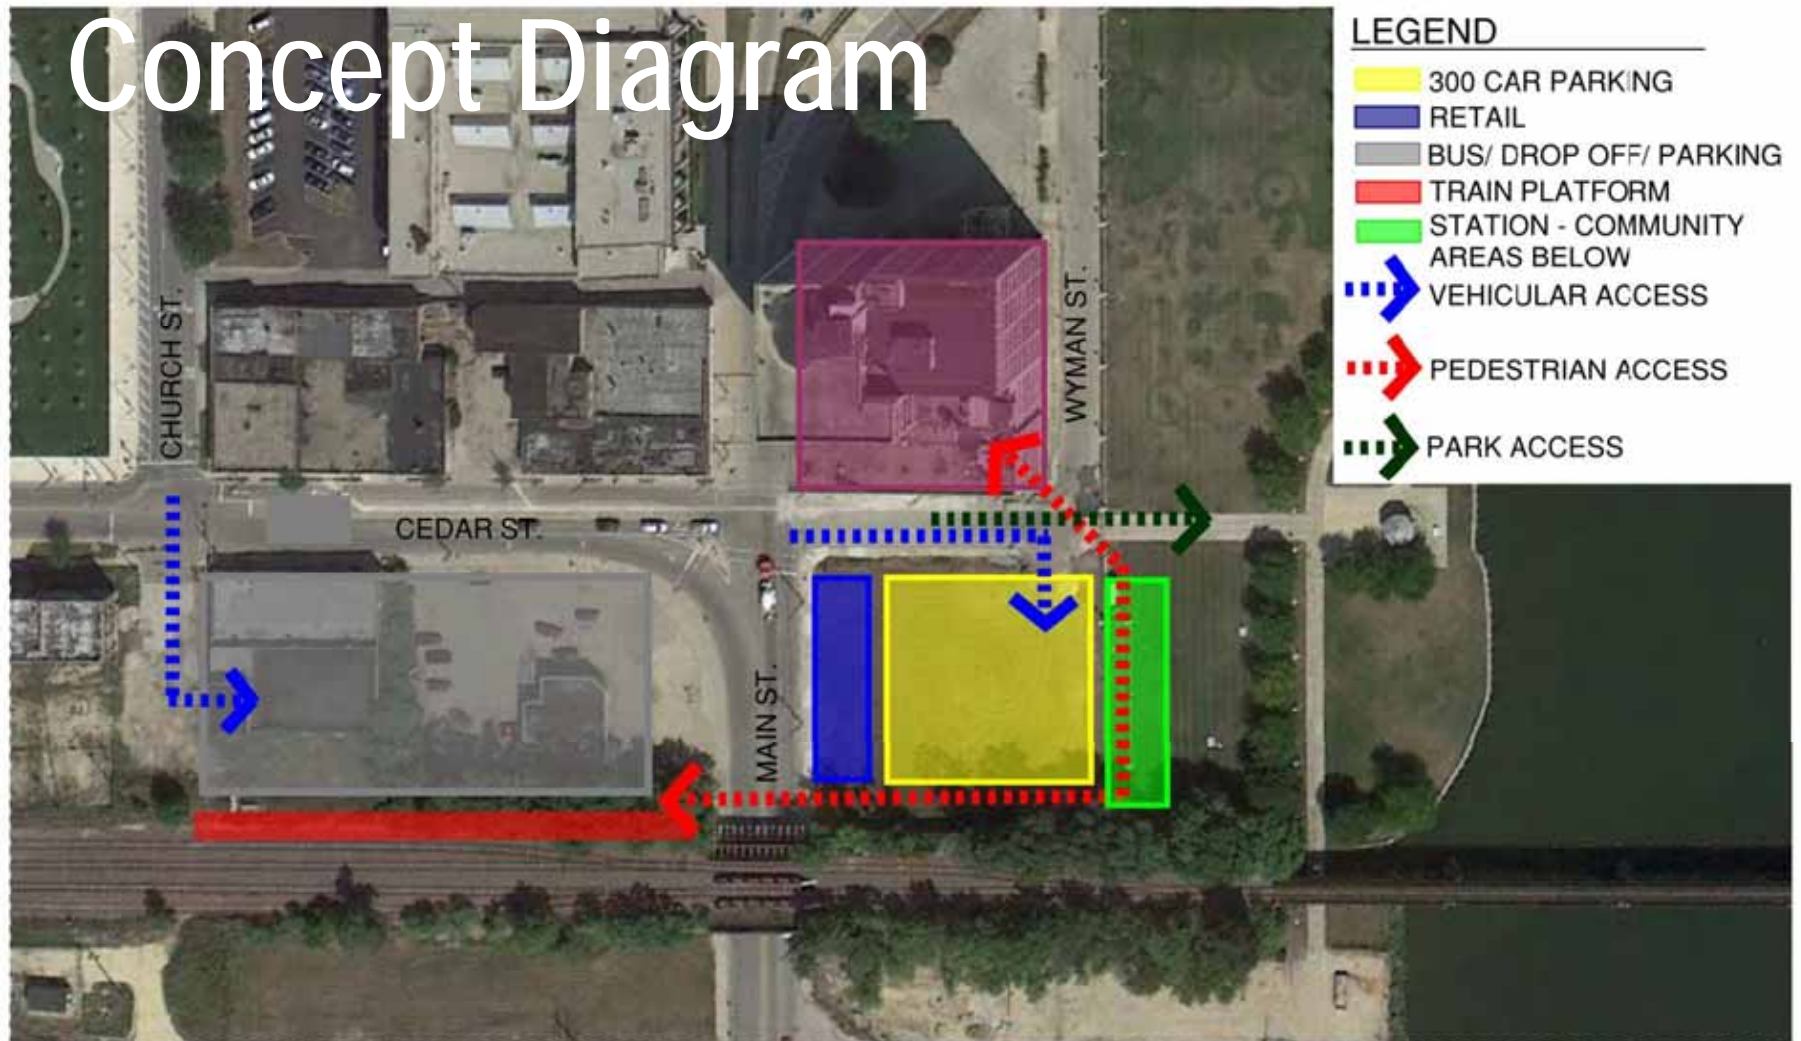 Concept Diagram
LEGEND
300 CAR PARKING
RETAIL
BUS/ DROP OFF/ PARKING
TRAIN PLATFORM
STATION - COMMUNITY
AREAS BELOW
VEHICULAR ACCESS
PEDESTRIAN ACCESS
PARK ACCESS
CHURCH ST.
WYMAN ST.
CEDAR ST.
MAIN ST.